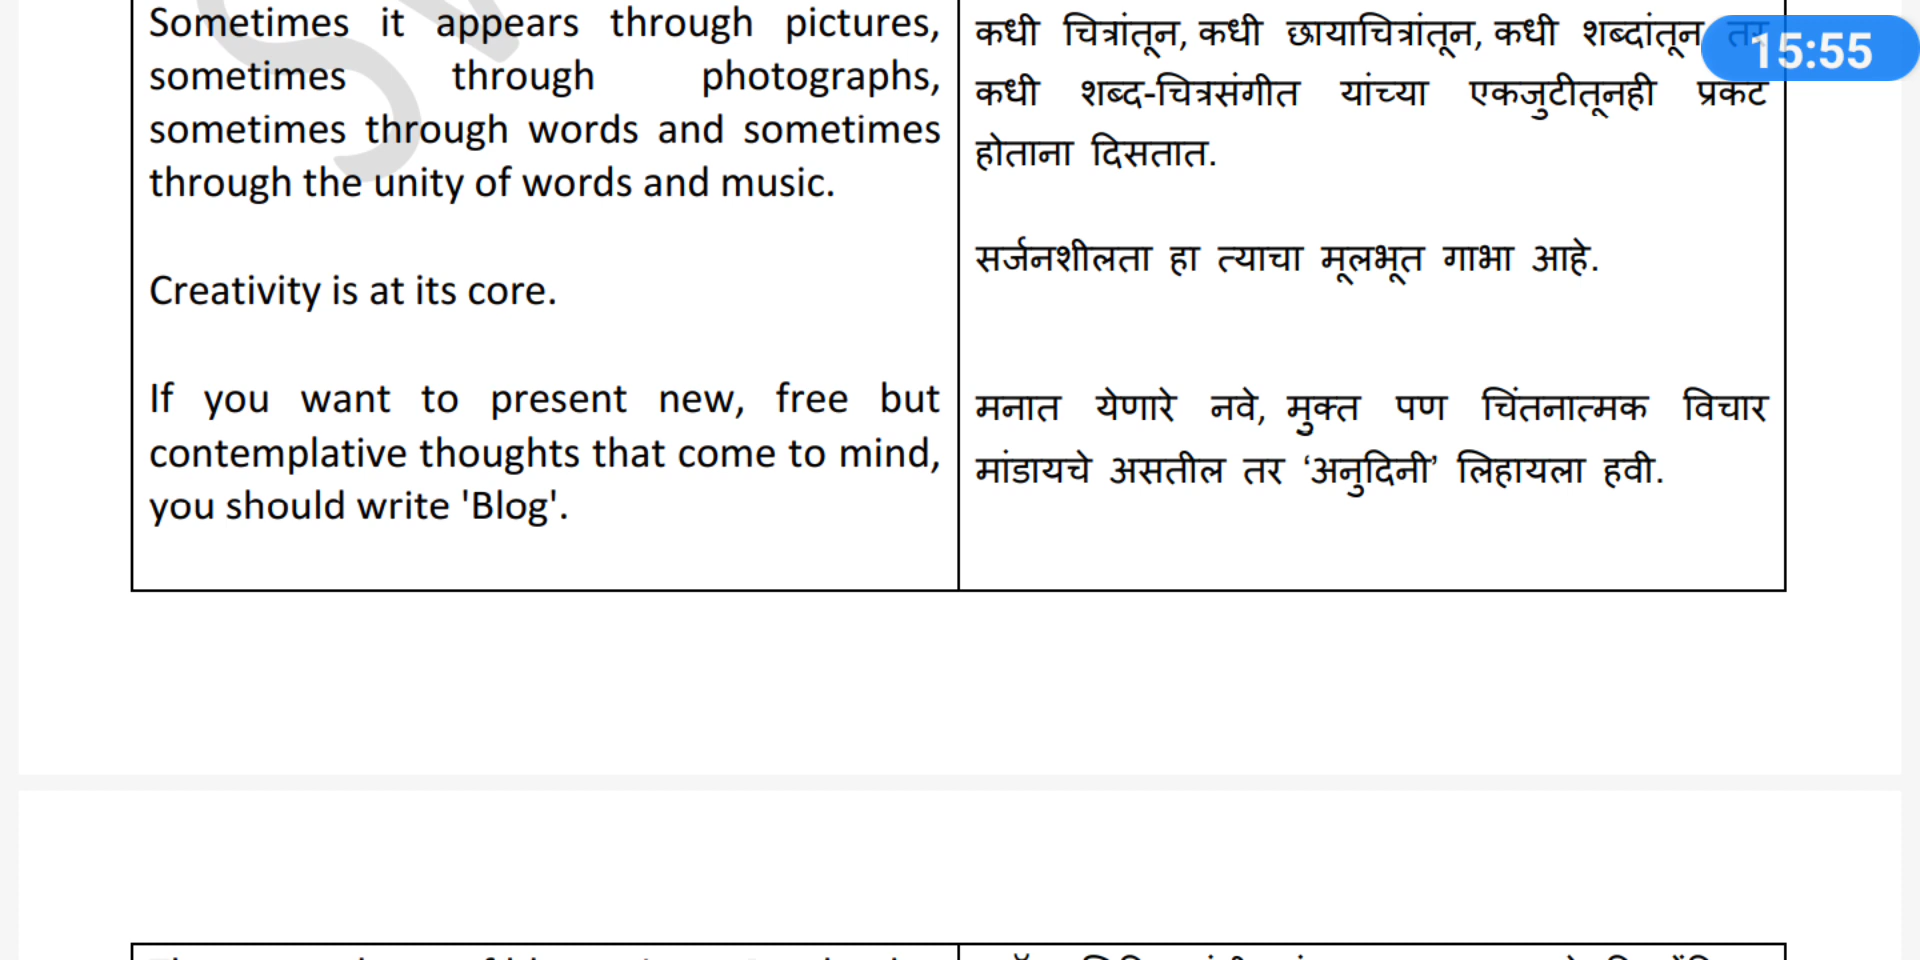 Sometimes it appears through pictures,
sometimes through photographs,
sometimes through words and sometimes
through the unity of words and music.
Creativity is at its core.
If you want to present new, free but
contemplative thoughts that come to mind,
you should write 'Blog'.
कधी चित्रांतून, कधी छायाचित्रांतून, कधी शब्दांतून तर
कधी शब्द-चित्रसंगीत यांच्या एकजुटीतूनही प्रकट
होताना दिसतात.
सर्जनशीलता हा त्याचा मूलभूत गाभा आहे.
मनात येणारे नवे, मुक्त पण चिंतनात्मक विचार
मांडायचे असतील तर ‘अनुदिनी’ लिहायला हवी.
15:55